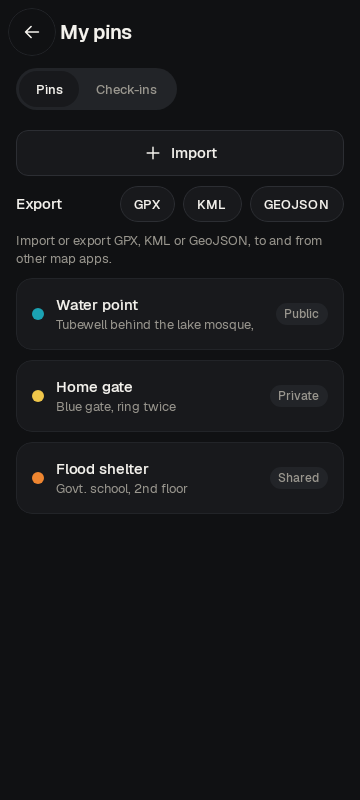 My pins
Pins
Check-ins
Import
Export
GPX
KML
GEOJSON
Import or export GPX, KML or GeoJSON, to and from
other map apps.
Water point
Tubewell behind the lake mosque,
Public
Home gate
Blue gate, ring twice
Private
Flood shelter
Govt. school, 2nd floor
Shared